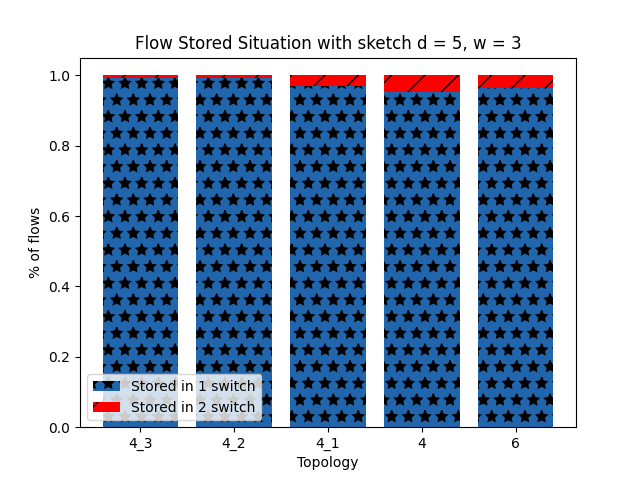 Flow Stored Situation with sketch d = 5, w = 3
% of flows
1.0
0.8
0.6
0.4
0.2
0.0
Stored in 1 switch
Stored in 2 switch
4_3
4_2
4_1
4
6
Topology